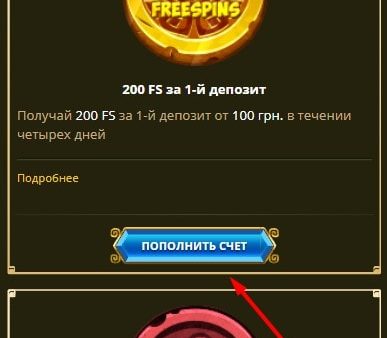 FREESPINS
200 FS за 1-й депозит
Получай 200 FS за 1-й депозит от 100 грн. в течении
четырех дней
Подробнее
ПОПОЛНИТЬ СЧЕТ